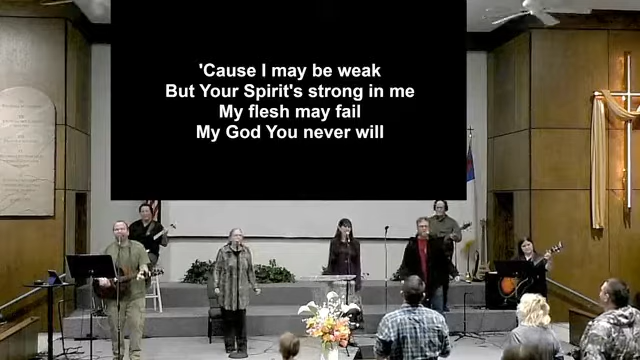 'Cause I may be weak
But Your Spirit's strong in me
My flesh may fail
My God You never will